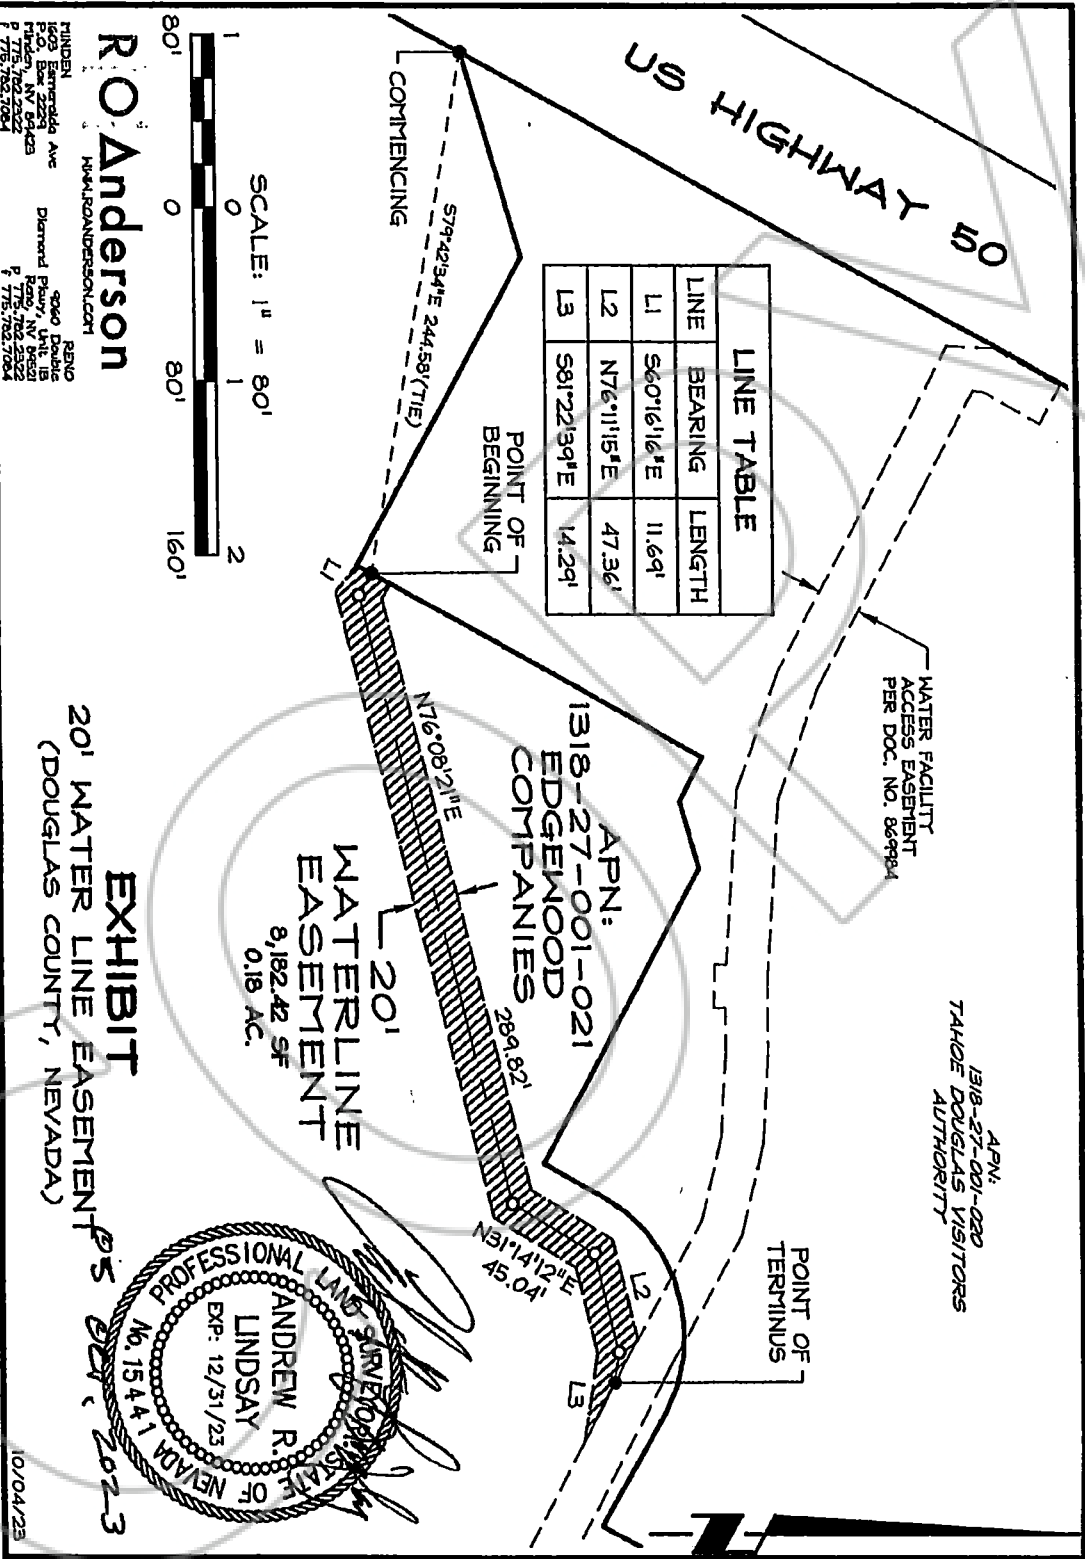 US HIGHWAY 50
COMMENCING
S79°42'34"E 244.58'(TIE)
LINE TABLE
LINE BEARING LENGTH
L1 S60°16'16"E 11.69'
L2 N76°11'15"E 47.36'
L3 S81°22'39"E 14.29'
WATER FACILITY
ACCESS EASEMENT
PER DOC. NO. 869984
APN:
1318-27-001-020
TAHOE DOUGLAS VISITORS
AUTHORITY
POINT OF
BEGINNING
L1
APN:
1318-27-001-021
EDGEWOOD
COMPANIES
N76°08'21"E
289.82'
20'
WATERLINE
EASEMENT
8,182.42 SF
0.18 AC.
N31°14'12"E
45.04'
L2
L3
POINT OF
TERMINUS
SCALE: 1" = 80'
1 0 1 2
80' 0 80' 160'
RO Anderson
WWW.ROANDERSON.COM
MINDEN
1603 Esmeralda Ave
P.O. Box 2229
Minden, NV 89423
P 775.782.2322
F 775.782.7084
RENO
9060 Double
Diamond Pkwy, Unit 1B
Reno, NV 89521
P 775.782.2322
F 775.782.7084
EXHIBIT
20' WATER LINE EASEMENT
(DOUGLAS COUNTY, NEVADA)
PROFESSIONAL LAND SURVEYOR
STATE OF NEVADA
ANDREW R.
LINDSAY
EXP: 12/31/23
No. 15441
05 Oct. 2023
10/04/23